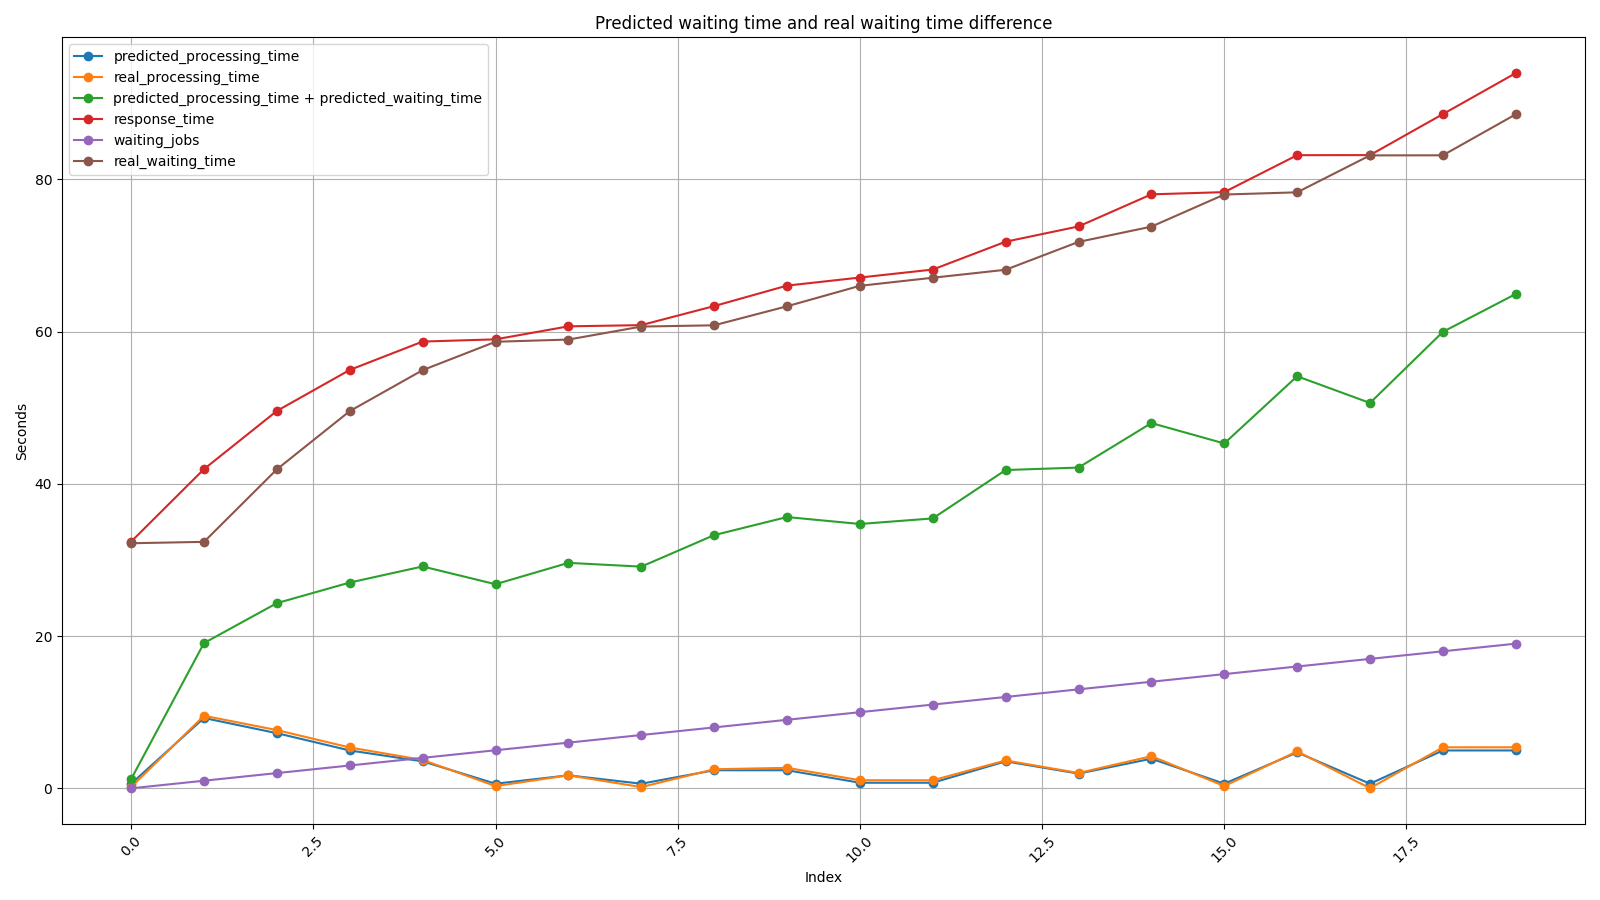 Predicted waiting time and real waiting time difference
predicted_processing_time
real_processing_time
predicted_processing_time + predicted_waiting_time
response_time
waiting_jobs
real_waiting_time
Seconds
80
60
40
20
0
0.0
2.5
5.0
7.5
10.0
12.5
15.0
17.5
Index